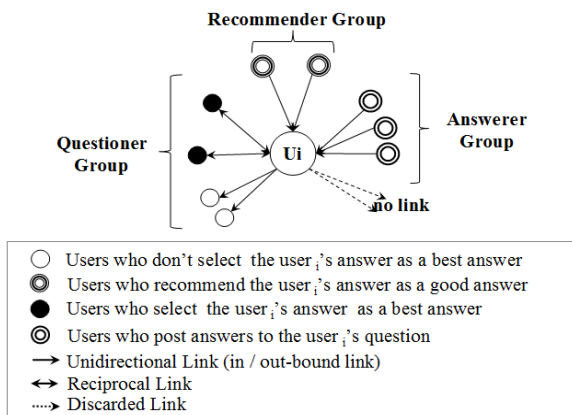 Recommender Group
Questioner
Group
Answerer
Group
Ui
no link
Users who don't select the user i's answer as a best answer
Users who recommend the user i's answer as a good answer
Users who select the user i's answer as a best answer
Users who post answers to the user i's question
Unidirectional Link (in / out-bound link)
Reciprocal Link
Discarded Link